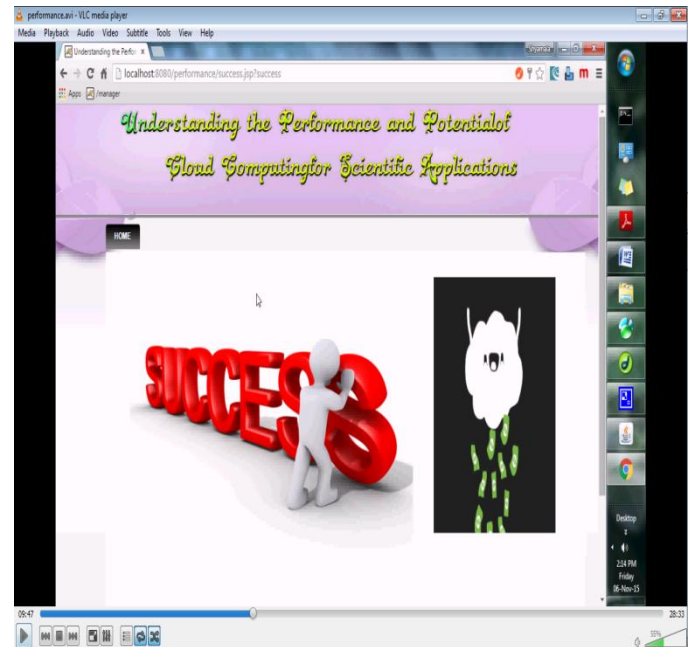 performance.avi - VLC media player
Media Playback Audio Video Subtitle Tools View Help
Understanding the Perfo
localhost:8080/performance/success.jsp?success
Apps /manager
Understanding the Performance and Potentialof
Cloud Computingfor Scientific Applications
HOME
SUCCESS
Desktop
2:14 PM
Friday
06-Nov-15
09:47
28:33
33%